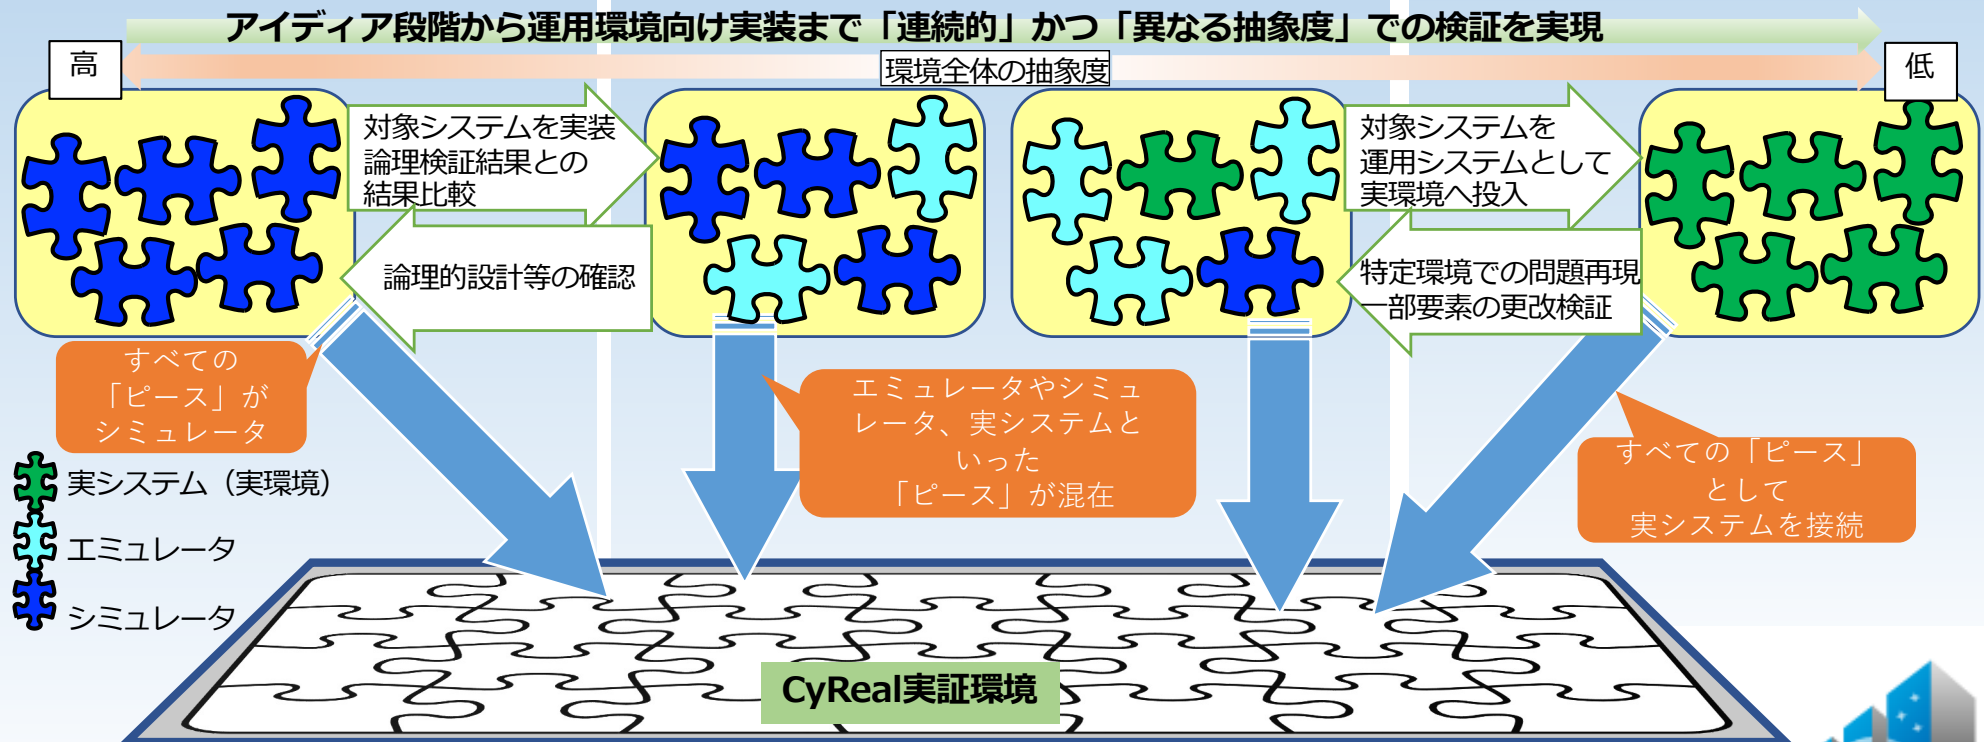 アイディア段階から運用環境向け実装まで「連続的」かつ「異なる抽象度」での検証を実現
高
環境全体の抽象度
低
対象システムを実装
論理検証結果との
結果比較
論理的設計等の確認
対象システムを
運用システムとして
実環境へ投入
特定環境での問題再現
一部要素の更改検証
すべての
「ピース」が
シミュレータ
エミュレータやシミュ
レータ、実システムと
いった
「ピース」が混在
すべての「ピース」
として
実システムを接続
実システム（実環境）
エミュレータ
シミュレータ
CyReal実証環境